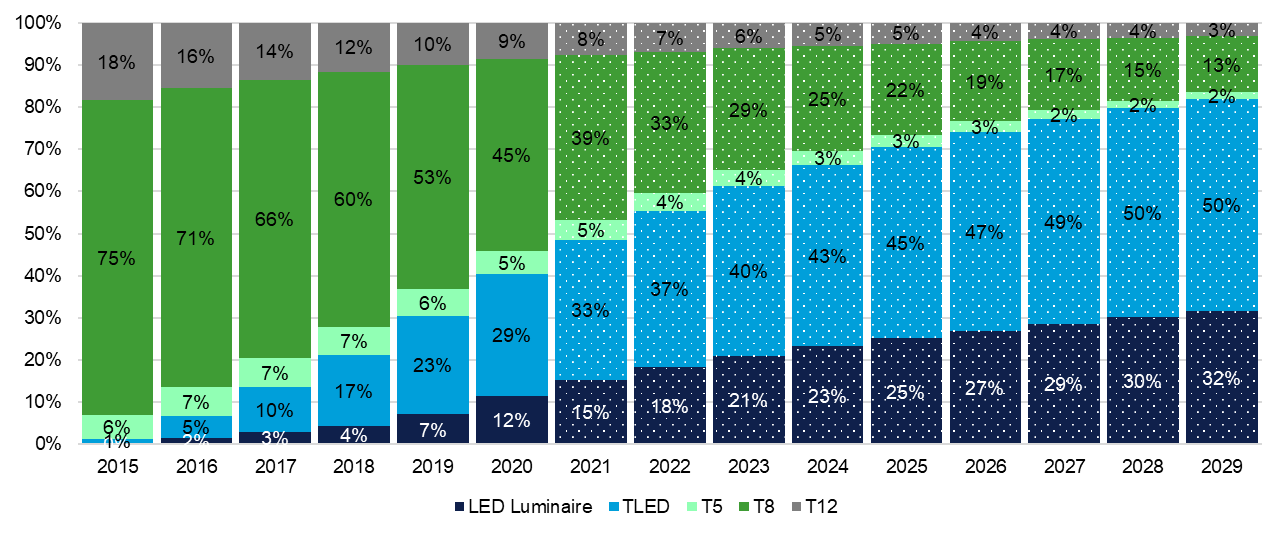 100%
90%
80%
70%
60%
50%
40%
30%
20%
10%
0%
18% 16% 14% 12% 10% 9% 8% 7% 6% 5% 5% 4% 4% 4% 3%
75% 71% 66% 60% 53% 45% 39% 33% 29% 25% 22% 19% 17% 15% 13%
6% 7% 7% 7% 6% 5% 5% 4% 4% 3% 3% 3% 2% 2% 2%
1% 5% 10% 17% 23% 29% 33% 37% 40% 43% 45% 47% 49% 50% 50%
2% 3% 4% 7% 12% 15% 18% 21% 23% 25% 27% 29% 30% 32%
2015 2016 2017 2018 2019 2020 2021 2022 2023 2024 2025 2026 2027 2028 2029
LED Luminaire TLED T5 T8 T12